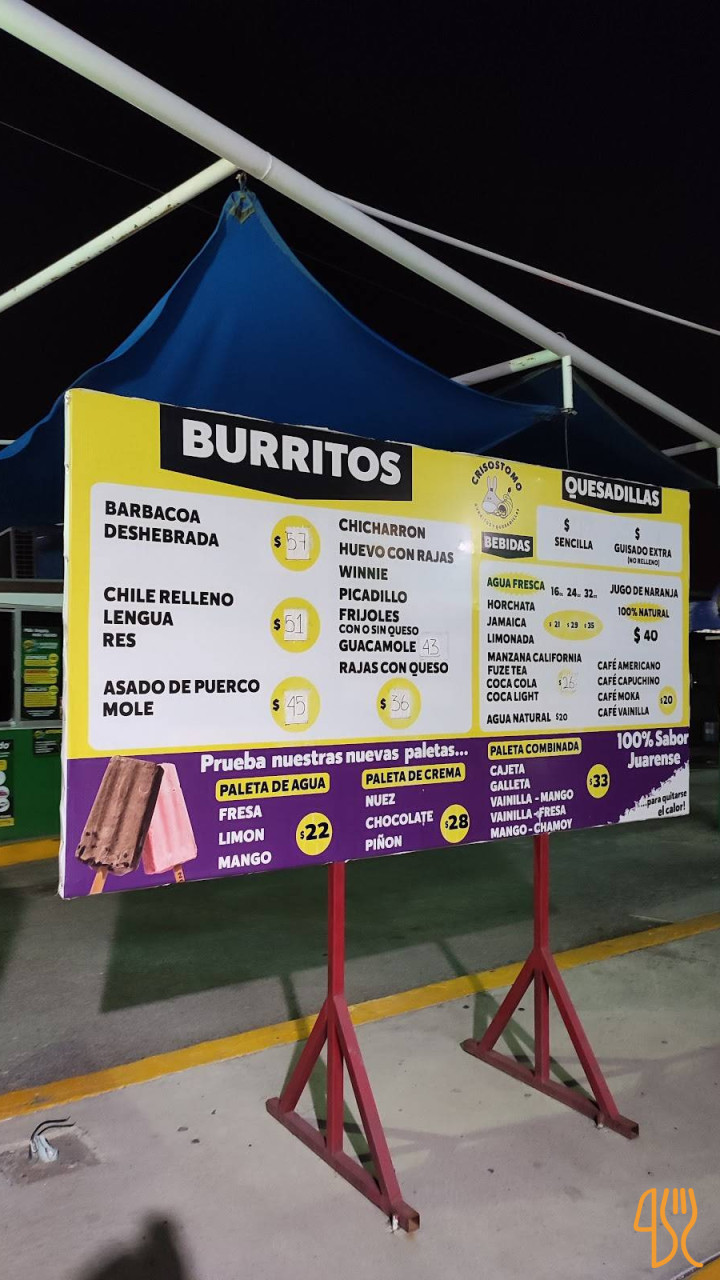 BURRITOS
BARBACOA
DESHEBRADA
$57
CHILE RELLENO
LENGUA
RES
$51
ASADO DE PUERCO
MOLE
$45
CHICHARRON
HUEVO CON RAJAS
WINNIE
PICADILLO
FRIJOLES
CON O SIN QUESO
GUACAMOLE 43
RAJAS CON QUESO
$36
CRISOSTOMO
BURRITOS Y QUESADILLAS
QUESADILLAS
$
SENCILLA
$
GUISADO EXTRA
(NO RELLENO)
BEBIDAS
AGUA FRESCA 16oz 24oz 32oz
HORCHATA
JAMAICA $21 $29 $35
LIMONADA
MANZANA CALIFORNIA
FUZE TEA
COCA COLA
COCA LIGHT
AGUA NATURAL $20
JUGO DE NARANJA
100% NATURAL
$40
CAFÉ AMERICANO
CAFÉ CAPUCHINO
CAFÉ MOKA
CAFÉ VAINILLA
$20
Prueba nuestras nuevas paletas...
PALETA DE AGUA
FRESA
LIMON
MANGO
$22
PALETA DE CREMA
NUEZ
CHOCOLATE
PIÑON
$28
PALETA COMBINADA
CAJETA
GALLETA
VAINILLA - MANGO
VAINILLA - FRESA
MANGO - CHAMOY
$33
100% Sabor
Juarense
...para quitarse
el calor!